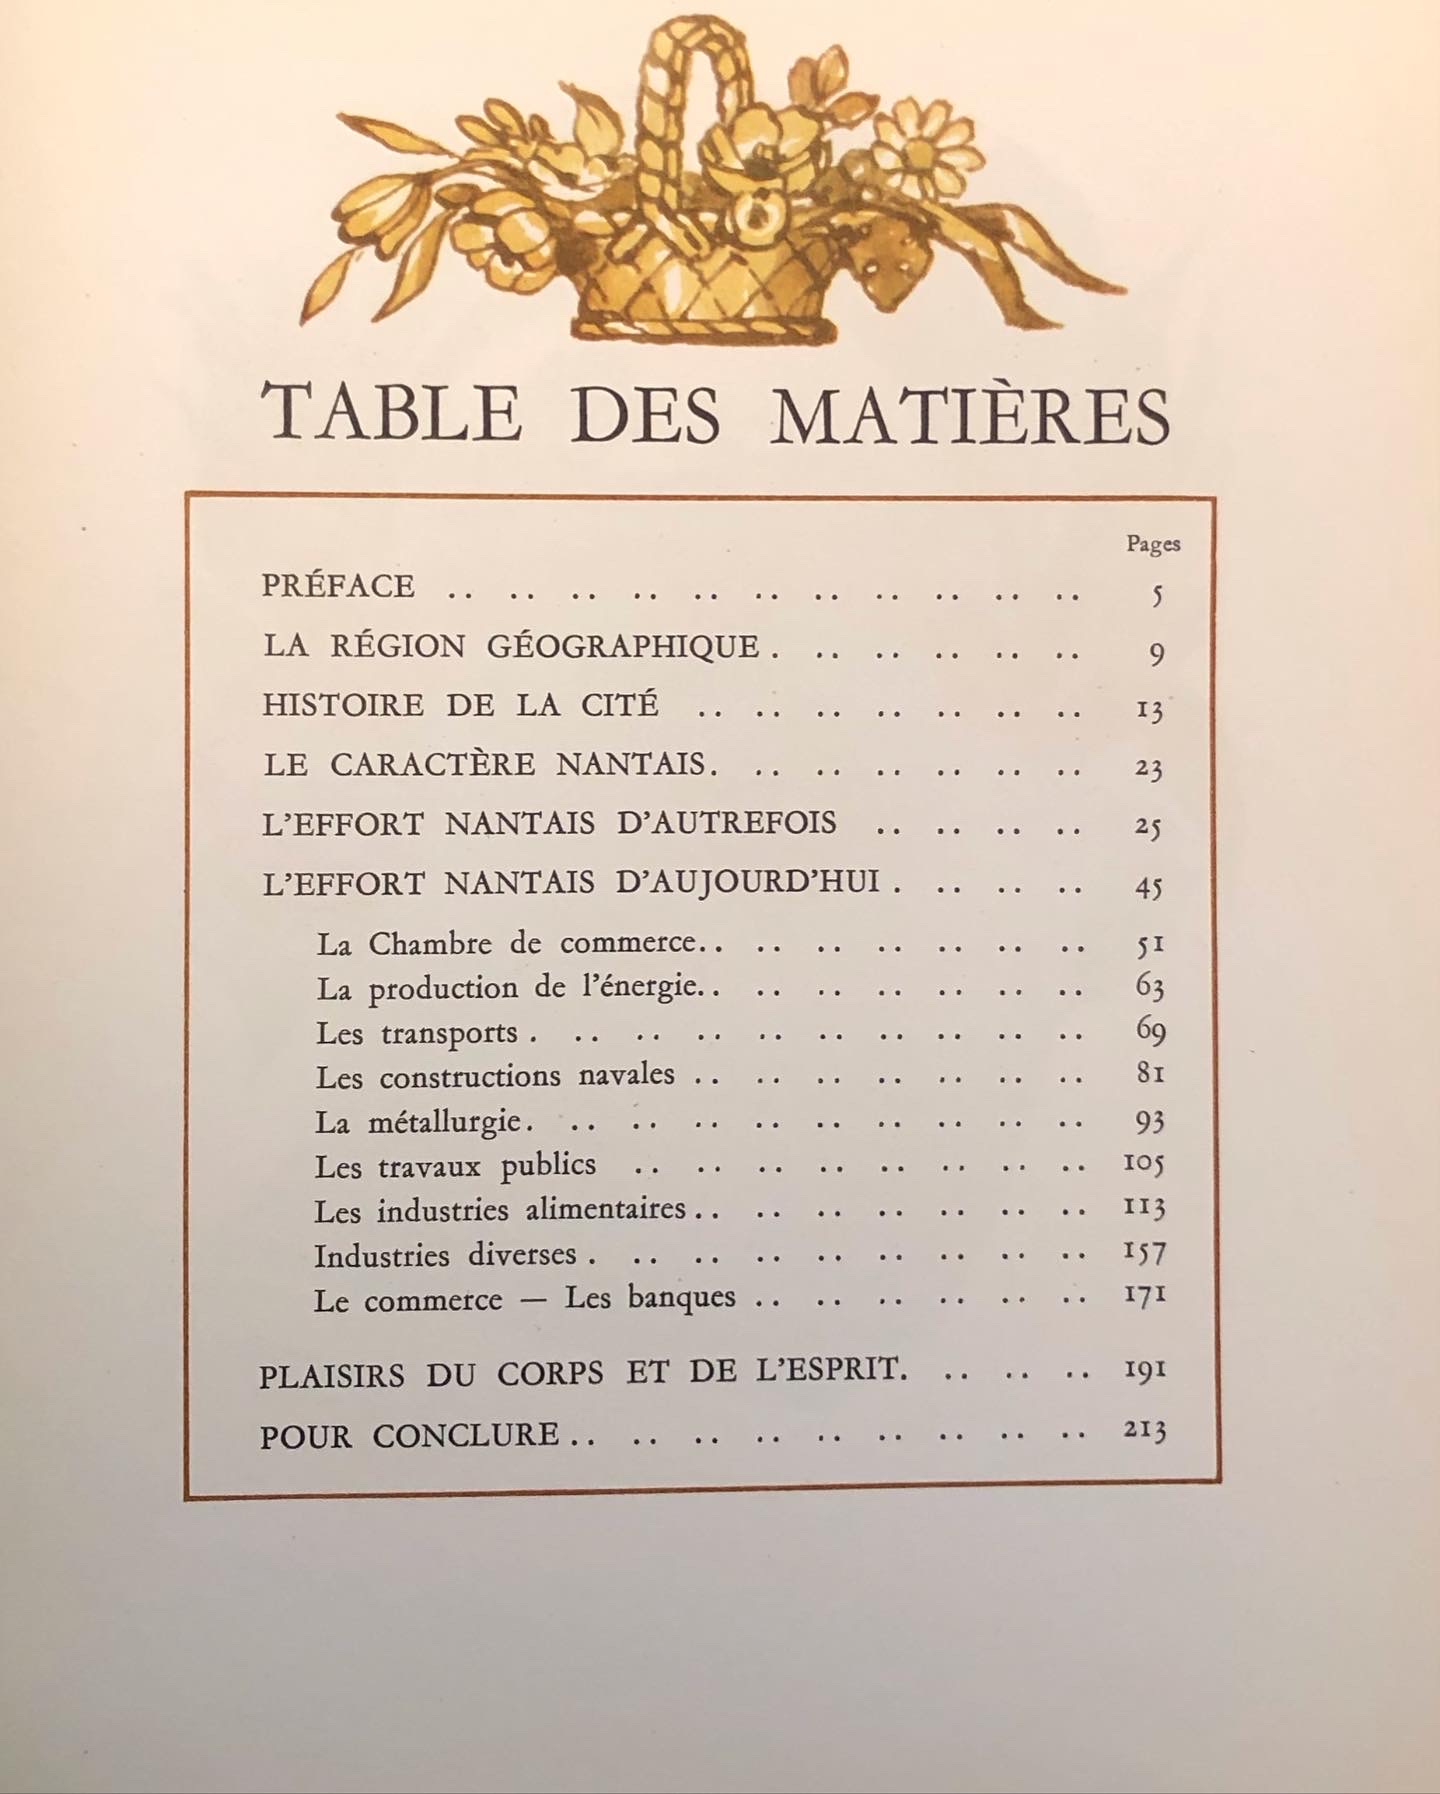 TABLE DES MATIÈRES
Pages
PRÉFACE .. .. .. .. .. .. .. .. .. .. .. 5
LA RÉGION GÉOGRAPHIQUE . .. .. .. .. .. 9
HISTOIRE DE LA CITÉ .. .. .. .. .. .. .. 13
LE CARACTÈRE NANTAIS. .. .. .. .. .. .. 23
L'EFFORT NANTAIS D'AUTREFOIS .. .. .. .. 25
L'EFFORT NANTAIS D'AUJOURD'HUI . .. .. .. 45
La Chambre de commerce.. .. .. .. .. .. .. 51
La production de l'énergie.. .. .. .. .. .. .. 63
Les transports . .. .. .. .. .. .. .. .. .. 69
Les constructions navales .. .. .. .. .. .. .. 81
La métallurgie. .. .. .. .. .. .. .. .. .. 93
Les travaux publics .. .. .. .. .. .. .. .. 105
Les industries alimentaires .. .. .. .. .. .. .. 113
Industries diverses . .. .. .. .. .. .. .. .. 157
Le commerce — Les banques .. .. .. .. .. .. 171
PLAISIRS DU CORPS ET DE L'ESPRIT. .. .. .. 191
POUR CONCLURE .. .. .. .. .. .. .. .. .. 213